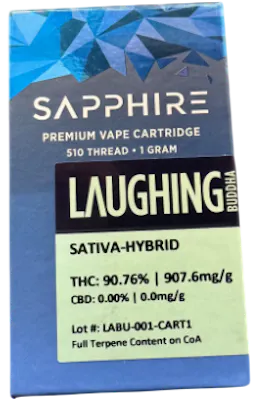 SAPPHIRE
PREMIUM VAPE CARTRIDGE
510 THREAD • 1 GRAM
LAUGHING BUDDHA
SATIVA-HYBRID
THC: 90.76% | 907.6mg/g
CBD: 0.00% | 0.0mg/g
Lot #: LABU-001-CART1
Full Terpene Content on CoA